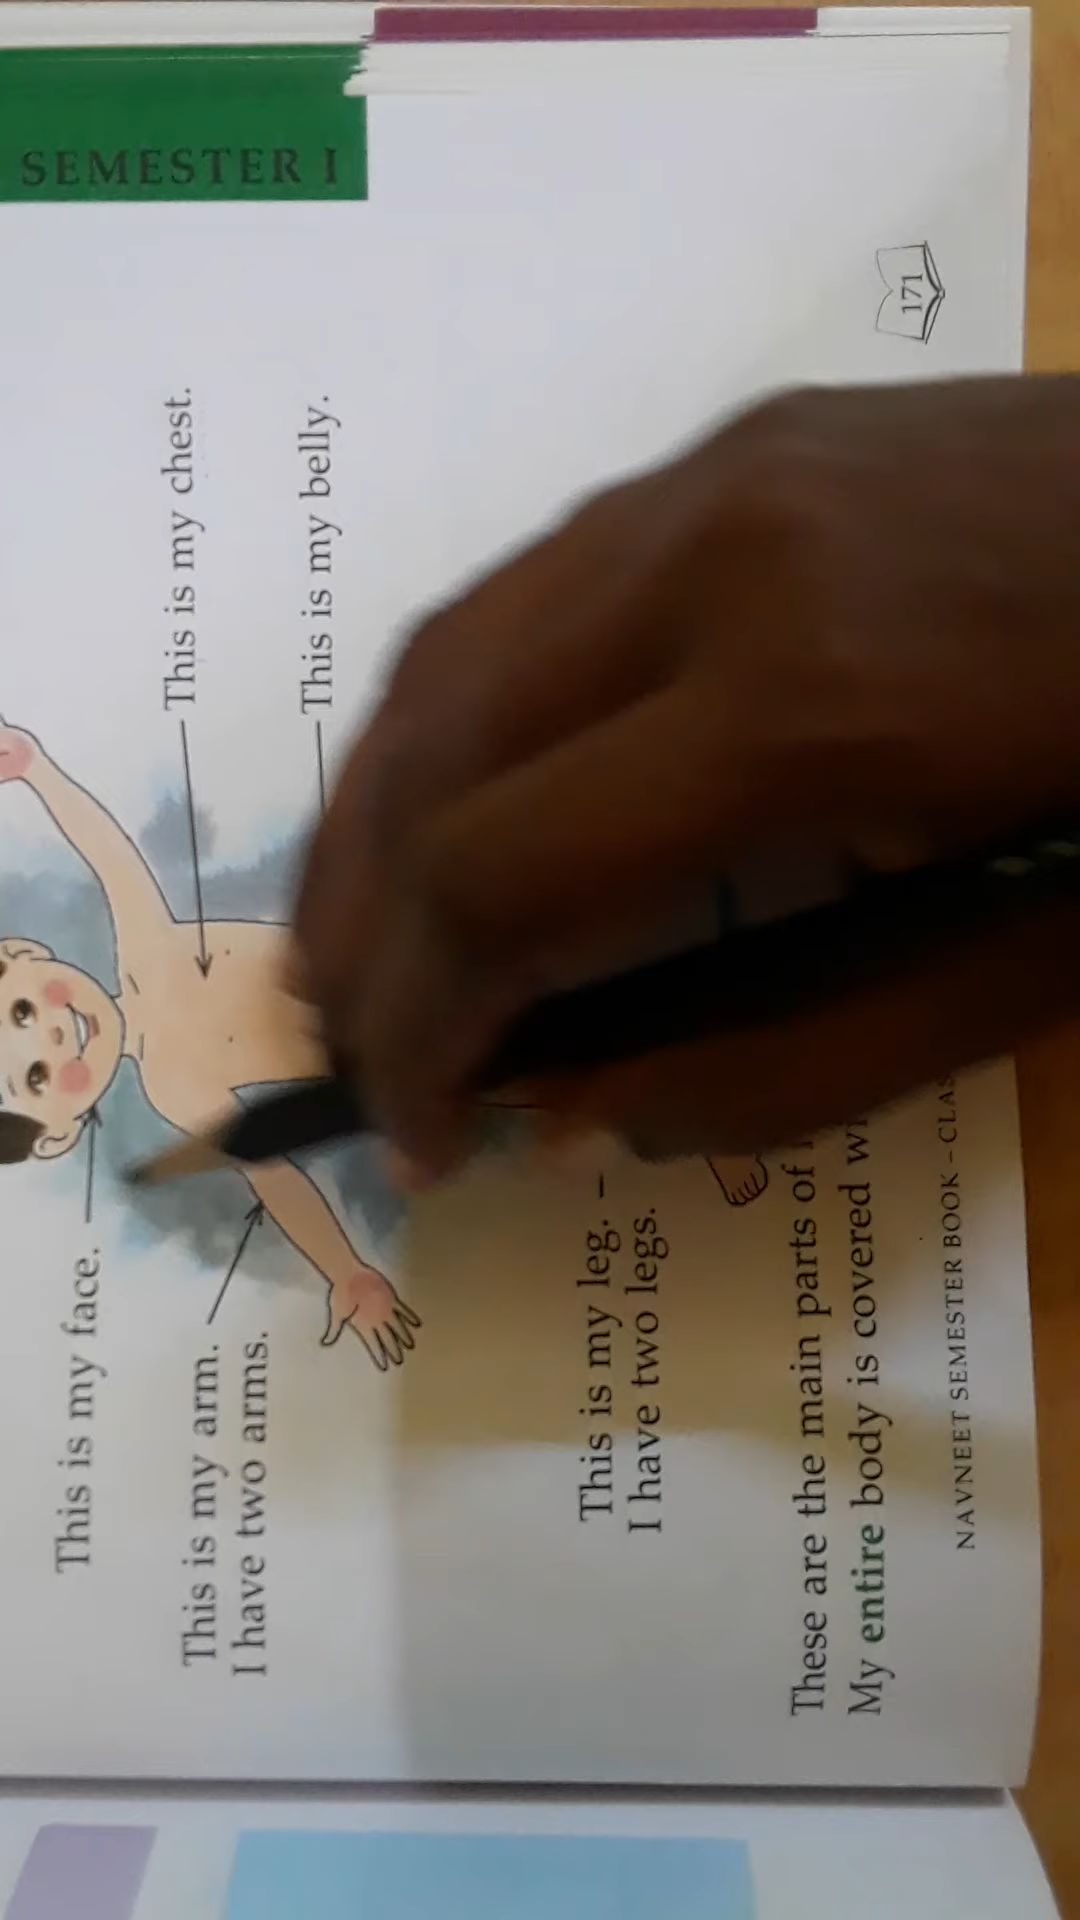 SEMESTER I
This is my face.
This is my chest.
This is my arm.
I have two arms.
This is my belly.
This is my leg.
I have two legs.
These are the main parts of
My entire body is covered
NAVNEET SEMESTER BOOK –
171